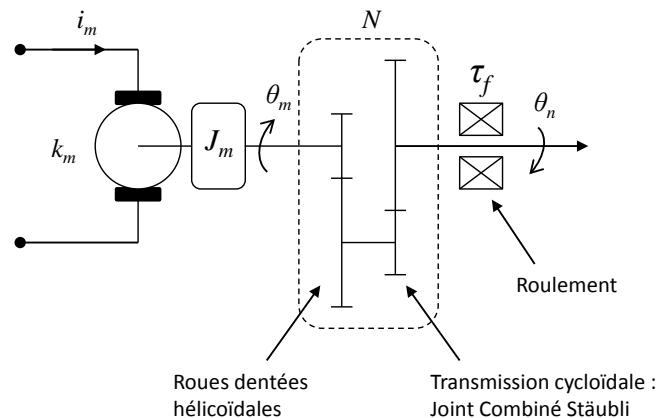 i_m
N
τ_f
θ_m
θ_n
k_m
J_m
Roulement
Roues dentées
hélicoïdales
Transmission cycloïdale :
Joint Combiné Stäubli